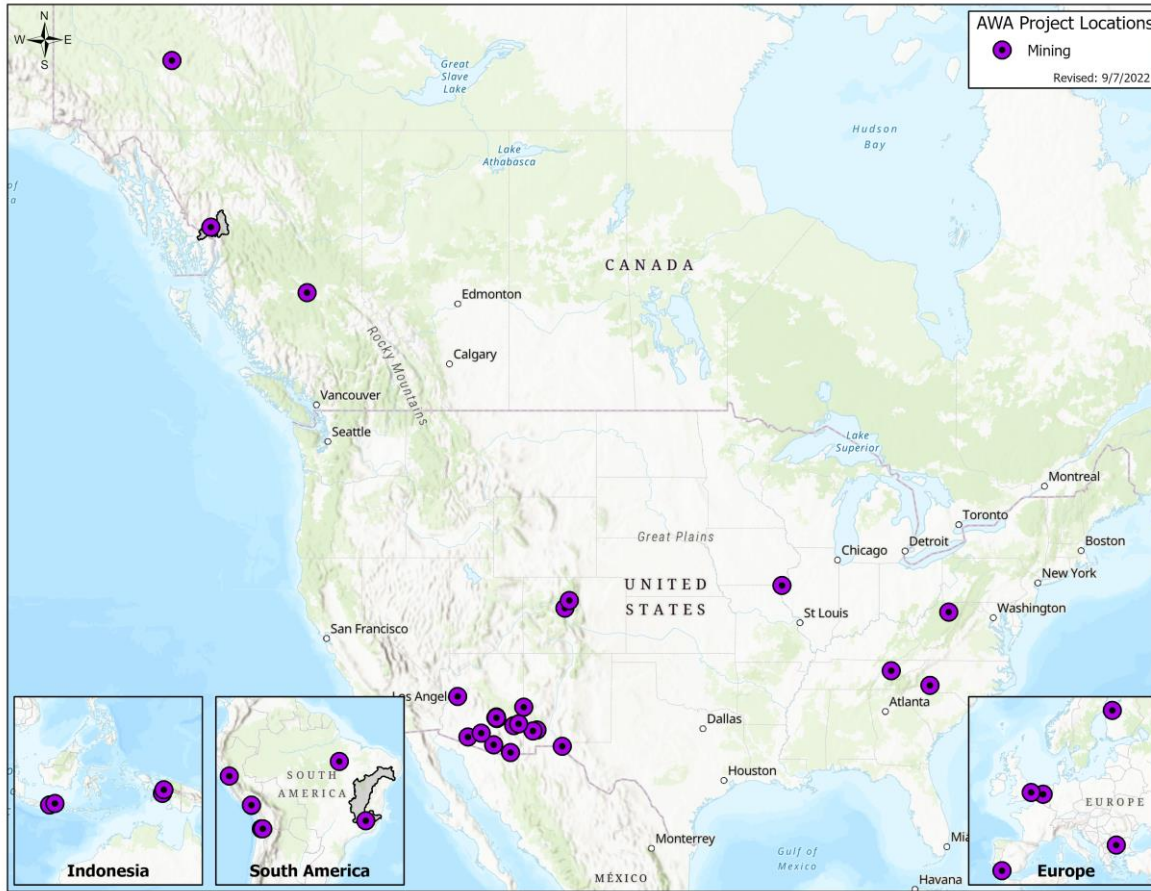 N
W E
S
AWA Project Locations
Mining
Revised: 9/7/2022
Great
Slave
Lake
Hudson
Bay
Lake
Athabasca
of
CANADA
Edmonton
Rocky Mountains
Calgary
Vancouver
Seattle
Lake
Superior
Montreal
Toronto
Great Plains
Chicago
Detroit
Boston
New York
UNITED
STATES
St Louis
Washington
San Francisco
Los Angel
Atlanta
Dallas
Houston
Monterrey
Gulf of
Mexico
Mia
MÉXICO
Havana
SOUTH
AMERICA
EUROPE
Indonesia
South America
Europe